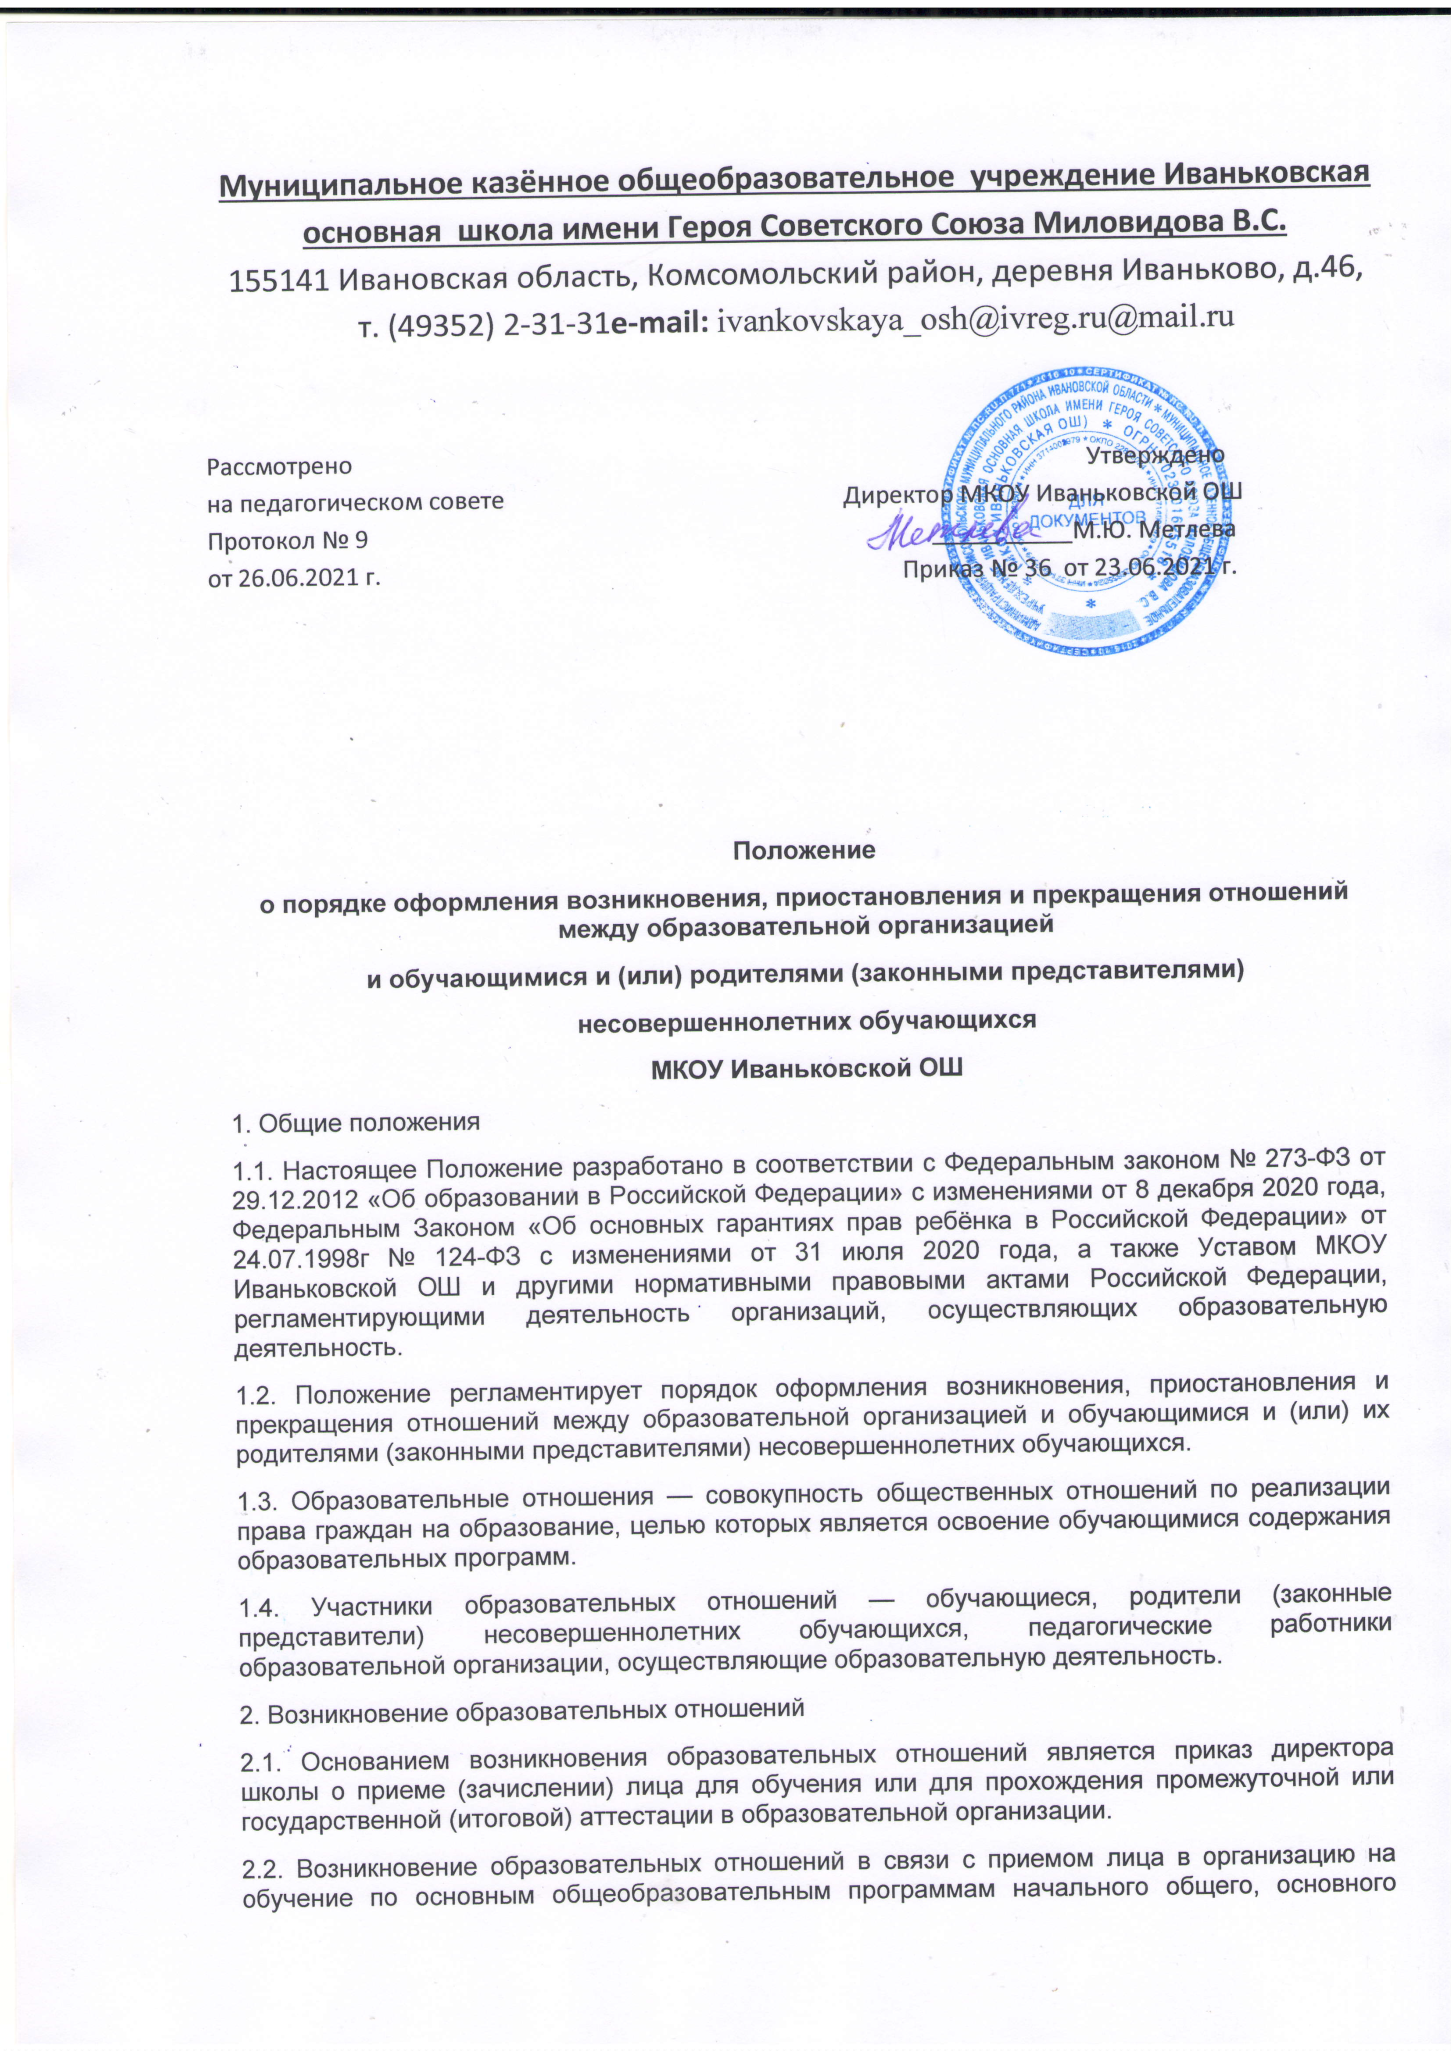 Муниципальное казённое общеобразовательное  учреждение Иваньковская
основная  школа имени Героя Советского Союза Миловидова В.С.
155141 Ивановская область, Комсомольский район, деревня Иваньково, д.46,
т. (49352) 2-31-31e-mail: ivankovskaya_osh@ivreg.ru@mail.ru
Рассмотрено
на педагогическом совете
Протокол № 9
от 26.06.2021 г.
Утверждено
Директор МКОУ Иваньковской ОШ
Метлева М.Ю. Метлева
Приказ № 36  от 23.06.2021 г.
ДЛЯ
ДОКУМЕНТОВ
Положение
о порядке оформления возникновения, приостановления и прекращения отношений
между образовательной организацией
и обучающимися и (или) родителями (законными представителями)
несовершеннолетних обучающихся
МКОУ Иваньковской ОШ
1. Общие положения
1.1. Настоящее Положение разработано в соответствии с Федеральным законом № 273-ФЗ от
29.12.2012 «Об образовании в Российской Федерации» с изменениями от 8 декабря 2020 года,
Федеральным Законом «Об основных гарантиях прав ребёнка в Российской Федерации» от
24.07.1998г № 124-ФЗ с изменениями от 31 июля 2020 года, а также Уставом МКОУ
Иваньковской ОШ и другими нормативными правовыми актами Российской Федерации,
регламентирующими деятельность организаций, осуществляющих образовательную
деятельность.
1.2. Положение регламентирует порядок оформления возникновения, приостановления и
прекращения отношений между образовательной организацией и обучающимися и (или) их
родителями (законными представителями) несовершеннолетних обучающихся.
1.3. Образовательные отношения — совокупность общественных отношений по реализации
права граждан на образование, целью которых является освоение обучающимися содержания
образовательных программ.
1.4. Участники образовательных отношений — обучающиеся, родители (законные
представители) несовершеннолетних обучающихся, педагогические работники
образовательной организации, осуществляющие образовательную деятельность.
2. Возникновение образовательных отношений
2.1. Основанием возникновения образовательных отношений является приказ директора
школы о приеме (зачислении) лица для обучения или для прохождения промежуточной или
государственной (итоговой) аттестации в образовательной организации.
2.2. Возникновение образовательных отношений в связи с приемом лица в организацию на
обучение по основным общеобразовательным программам начального общего, основного